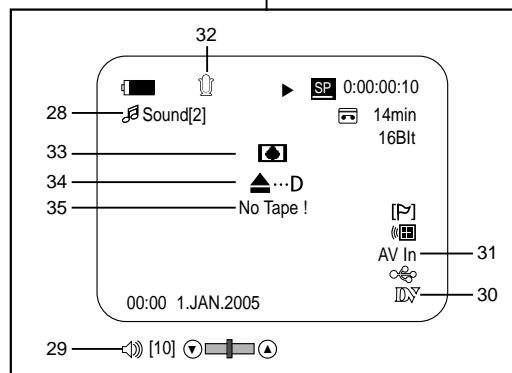 32
SP 0:00:00:10
28 Sound[2] 14min
16BIt
33
34 ...D
35 No Tape !
AV In 31
DV 30
00:00 1.JAN.2005
29 [10]